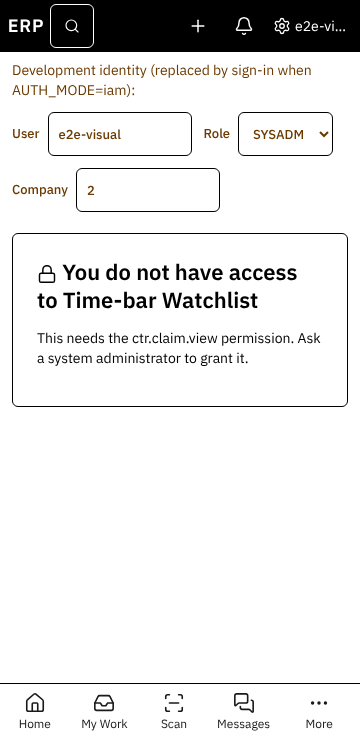 ERP
e2e-vi...
Development identity (replaced by sign-in when
AUTH_MODE=iam):
User e2e-visual Role SYSADM
Company 2
You do not have access
to Time-bar Watchlist
This needs the ctr.claim.view permission. Ask
a system administrator to grant it.
Home My Work Scan Messages More